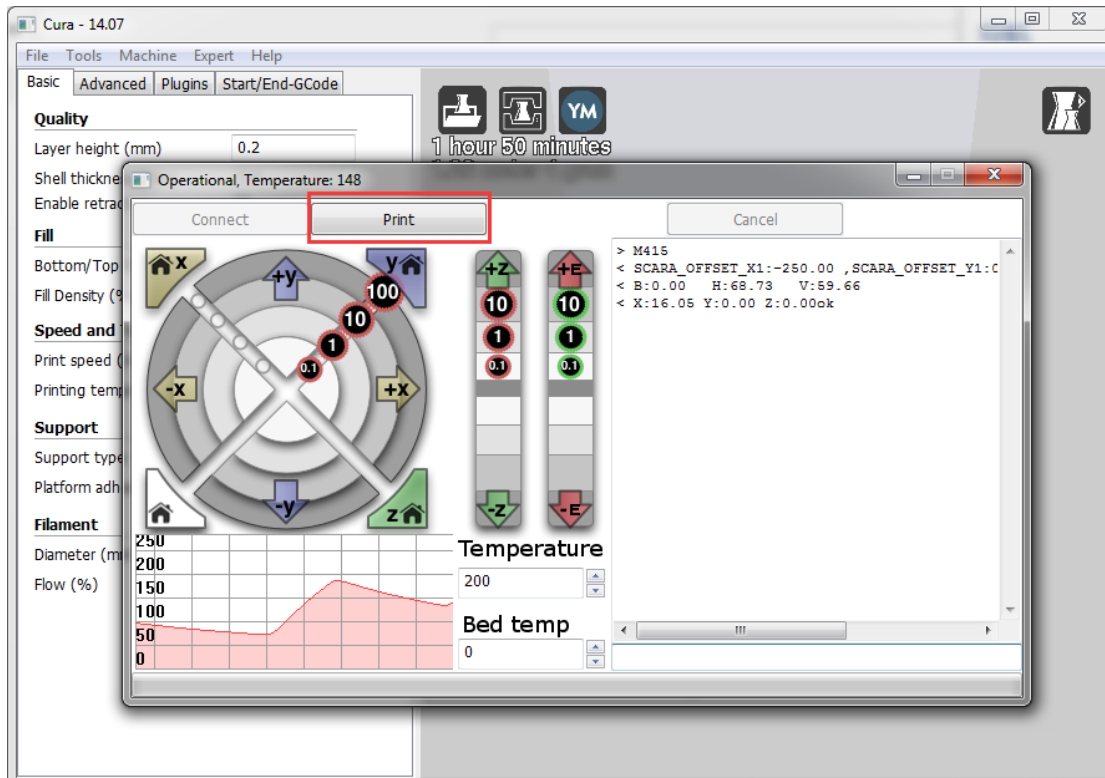 Cura - 14.07
File Tools Machine Expert Help
Basic Advanced Plugins Start/End-GCode
Quality
Layer height (mm) 0.2
Shell thickne
Enable retrac
Fill
Bottom/Top
Fill Density (%
Speed and
Print speed (
Printing temp
Support
Support type
Platform adh
Filament
Diameter (m
Flow (%)
YM
1 hour 50 minutes
Operational, Temperature: 148
Connect Print Cancel
x +y y
100
10
1
0.1
-x +x
-y z
+Z +E
10 10
1 1
0.1 0.1
-Z -E
250
200
150
100
50
0
Temperature
200
Bed temp
0
> M415
< SCARA_OFFSET_X1:-250.00 ,SCARA_OFFSET_Y1:0
< B:0.00 H:68.73 V:59.66
< X:16.05 Y:0.00 Z:0.00ok